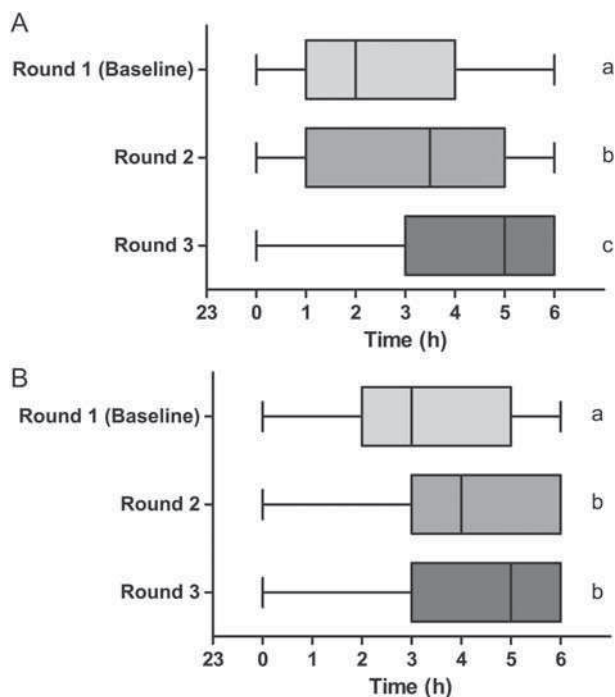 A
Round 1 (Baseline)
a
Round 2
b
Round 3
c
23 0 1 2 3 4 5 6
Time (h)
B
Round 1 (Baseline)
a
Round 2
b
Round 3
b
23 0 1 2 3 4 5 6
Time (h)